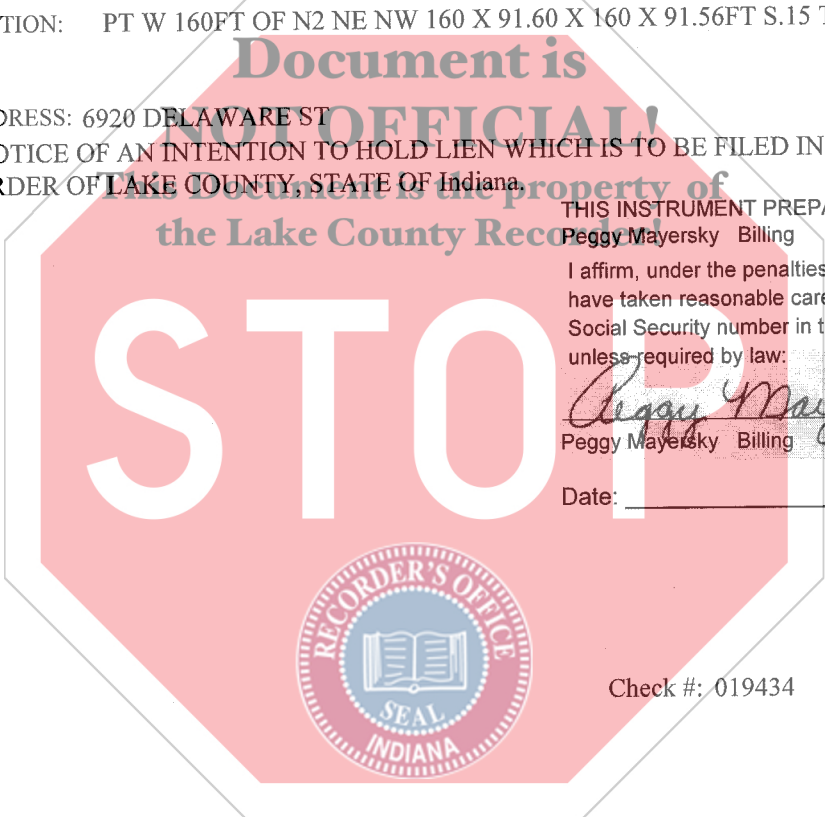 TION: PT W 160FT OF N2 NE NW 160 X 91.60 X 160 X 91.56FT S.15 T
Document is
DRESS: 6920 DELAWARE ST
NOT OFFICIAL!
OTICE OF AN INTENTION TO HOLD LIEN WHICH IS TO BE FILED IN
RDER OF LAKE COUNTY, STATE OF Indiana.
This Document is the property of
the Lake County Recorder!
THIS INSTRUMENT PREPA
Peggy Mayersky Billing
I affirm, under the penalties
have taken reasonable care
Social Security number in t
unless required by law:
STOP
Peggy Ma
Peggy Mayersky Billing
Date:
RECORDER'S OFFICE
SEAL
INDIANA
Check #: 019434